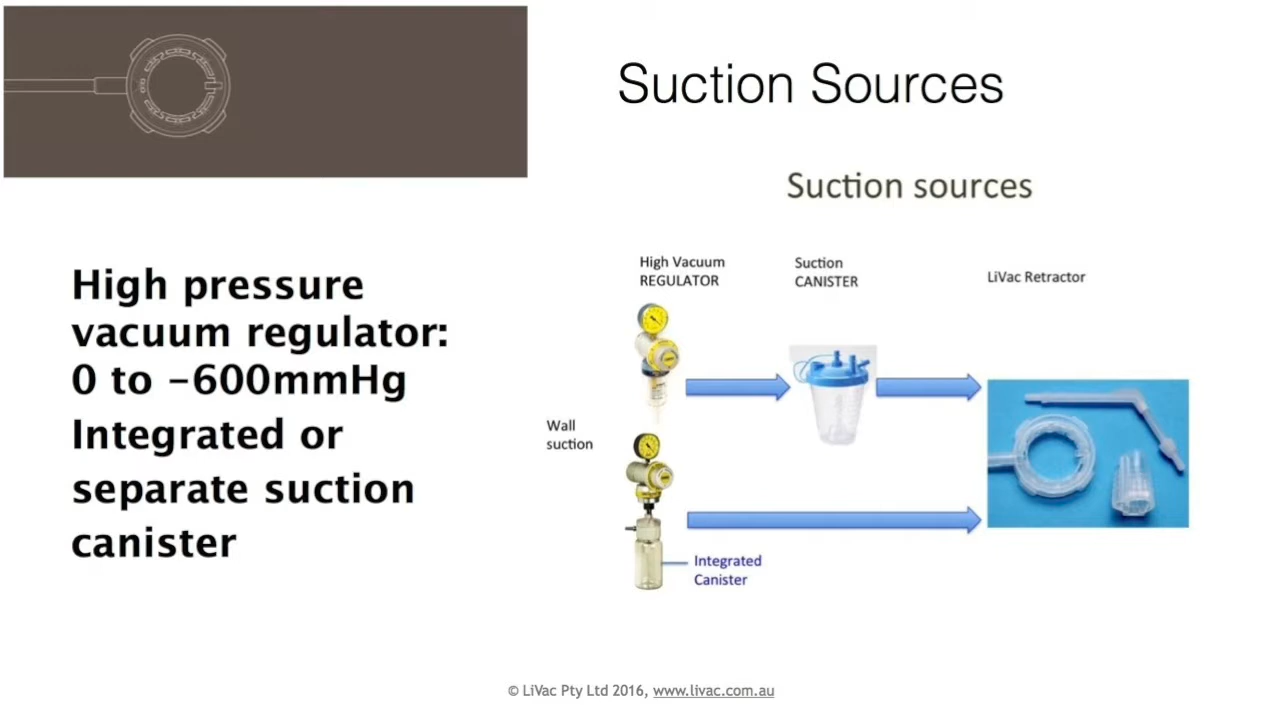 Suction Sources
Suction sources
High pressure
vacuum regulator:
0 to -600mmHg
Integrated or
separate suction
canister
High Vacuum
REGULATOR
Suction
CANISTER
LiVac Retractor
Wall
suction
Integrated
Canister
© LiVac Pty Ltd 2016, www.livac.com.au